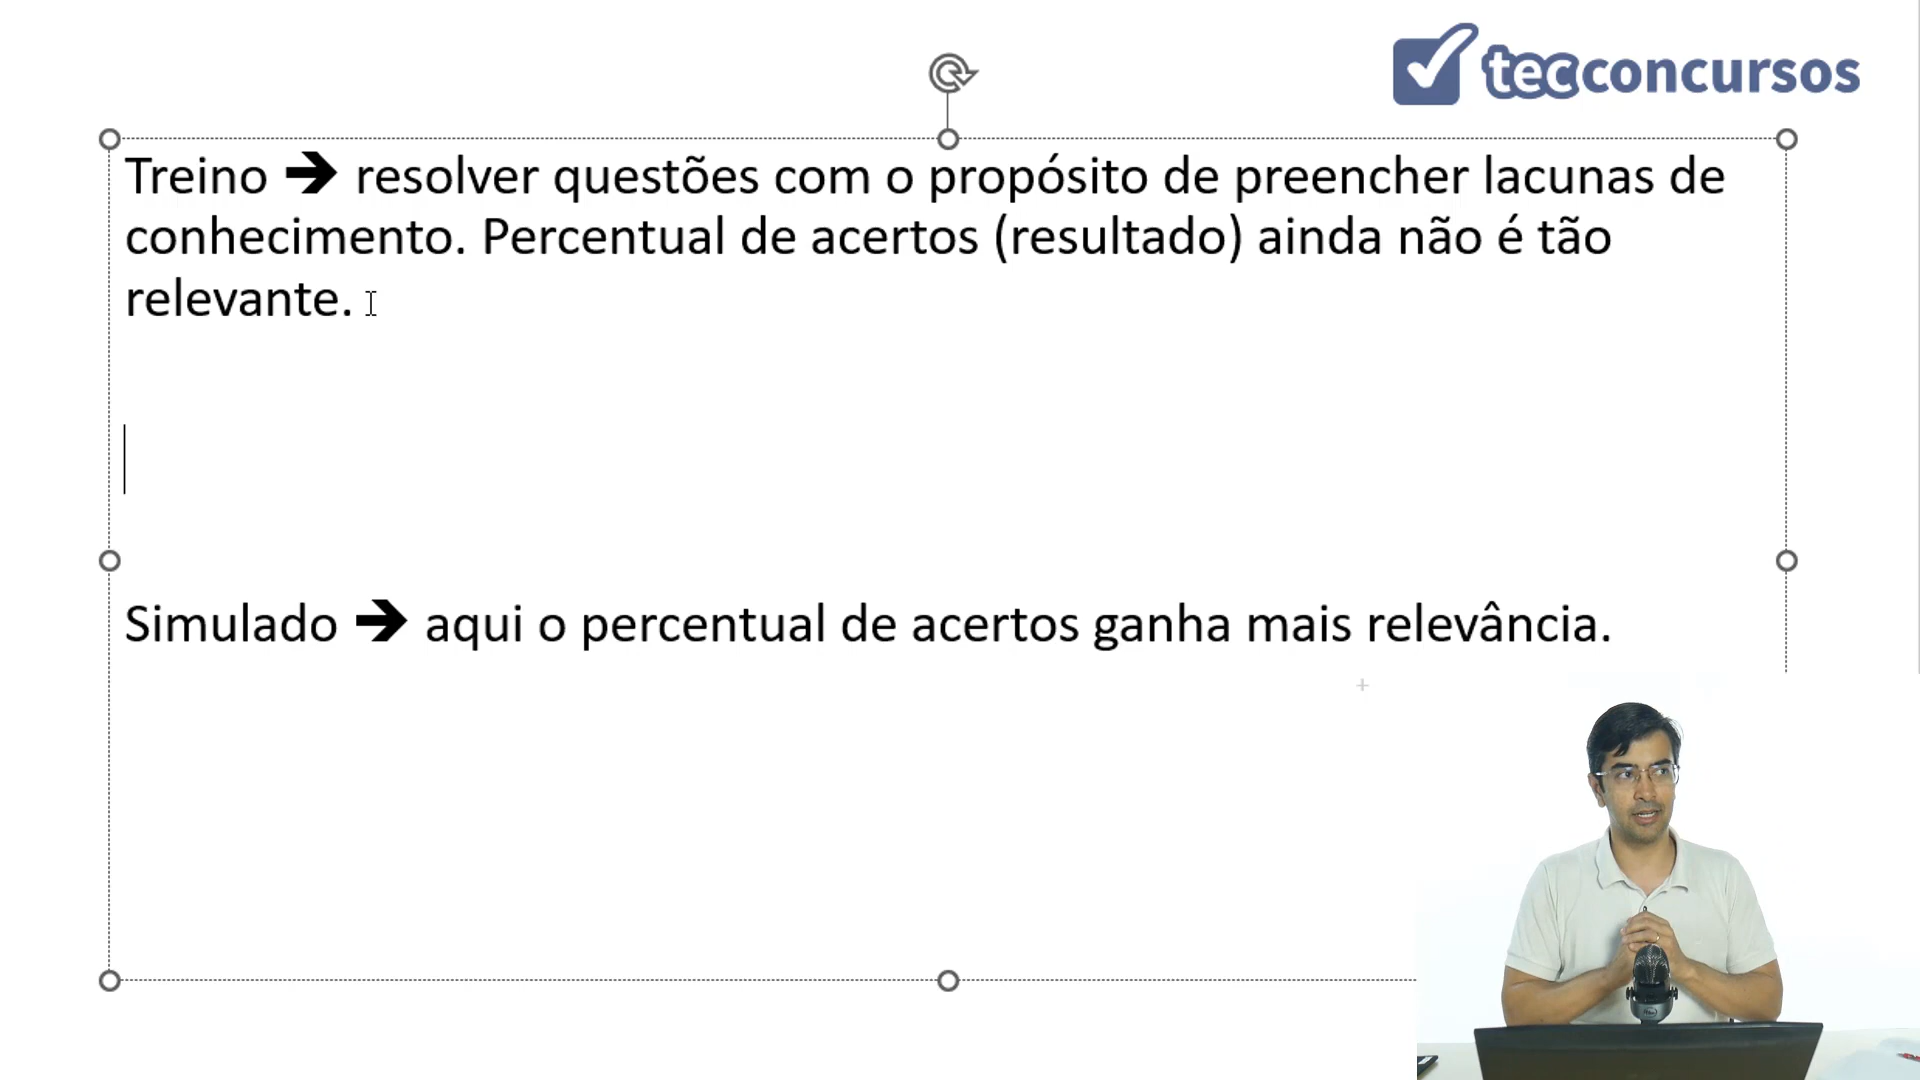 tecconcursos
Treino → resolver questões com o propósito de preencher lacunas de
conhecimento. Percentual de acertos (resultado) ainda não é tão
relevante.
Simulado → aqui o percentual de acertos ganha mais relevância.